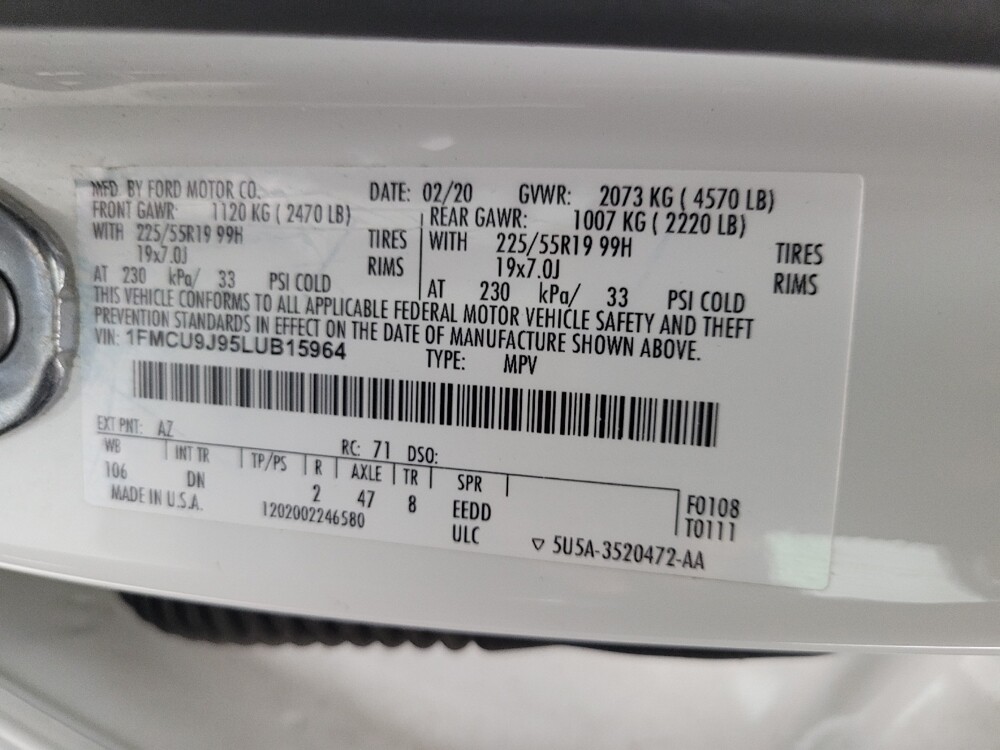 MFD. BY FORD MOTOR CO. DATE: 02/20 GVWR: 2073 KG ( 4570 LB)
FRONT GAWR: 1120 KG ( 2470 LB) REAR GAWR: 1007 KG ( 2220 LB)
WITH 225/55R19 99H TIRES WITH 225/55R19 99H TIRES
19x7.0J RIMS 19x7.0J RIMS
AT 230 kPa/ 33 PSI COLD AT 230 kPa/ 33 PSI COLD
THIS VEHICLE CONFORMS TO ALL APPLICABLE FEDERAL MOTOR VEHICLE SAFETY AND THEFT
PREVENTION STANDARDS IN EFFECT ON THE DATE OF MANUFACTURE SHOWN ABOVE.
VIN: 1FMCU9J95LUB15964 TYPE: MPV
EXT PNT: AZ RC: 71 DSO:
WB INT TR TP/PS R AXLE TR SPR
106 DN 2 47 8 EEDD F0108
MADE IN U.S.A. 1202002246580 ULC T0111
▽ 5U5A-3520472-AA